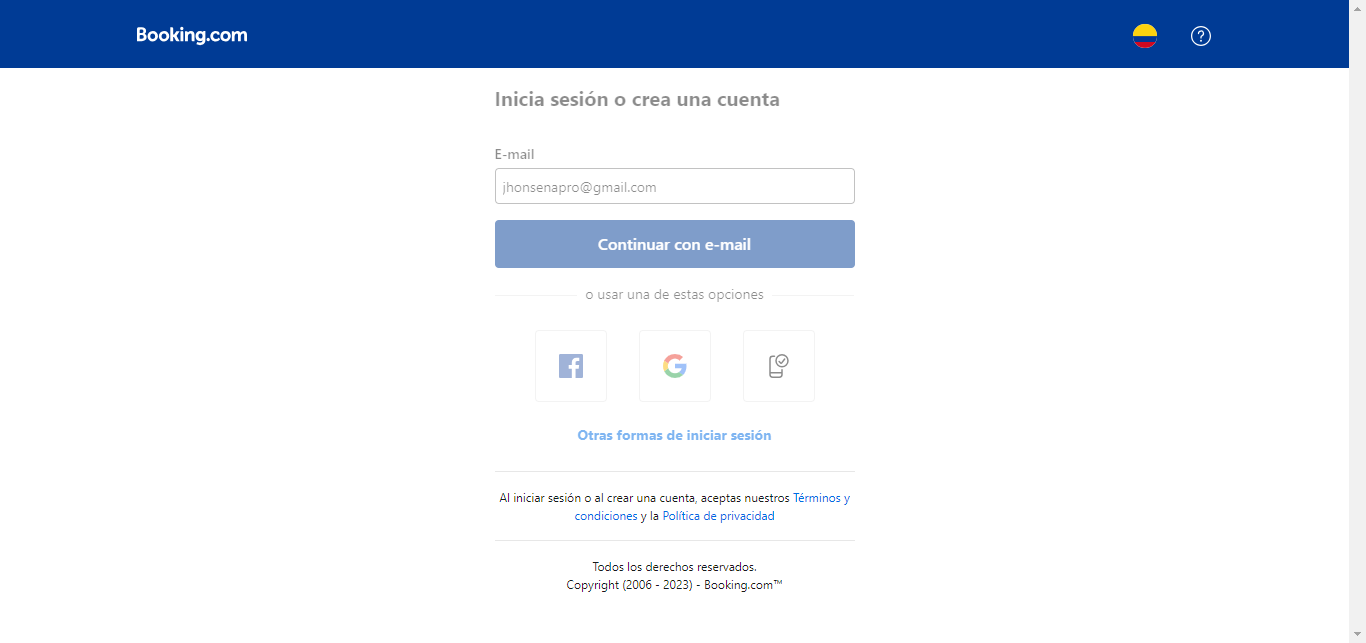 Booking.com
Inicia sesión o crea una cuenta
E-mail
jhonsenapro@gmail.com
Continuar con e-mail
o usar una de estas opciones
Otras formas de iniciar sesión
Al iniciar sesión o al crear una cuenta, aceptas nuestros Términos y
condiciones y la Política de privacidad
Todos los derechos reservados.
Copyright (2006 - 2023) - Booking.com™